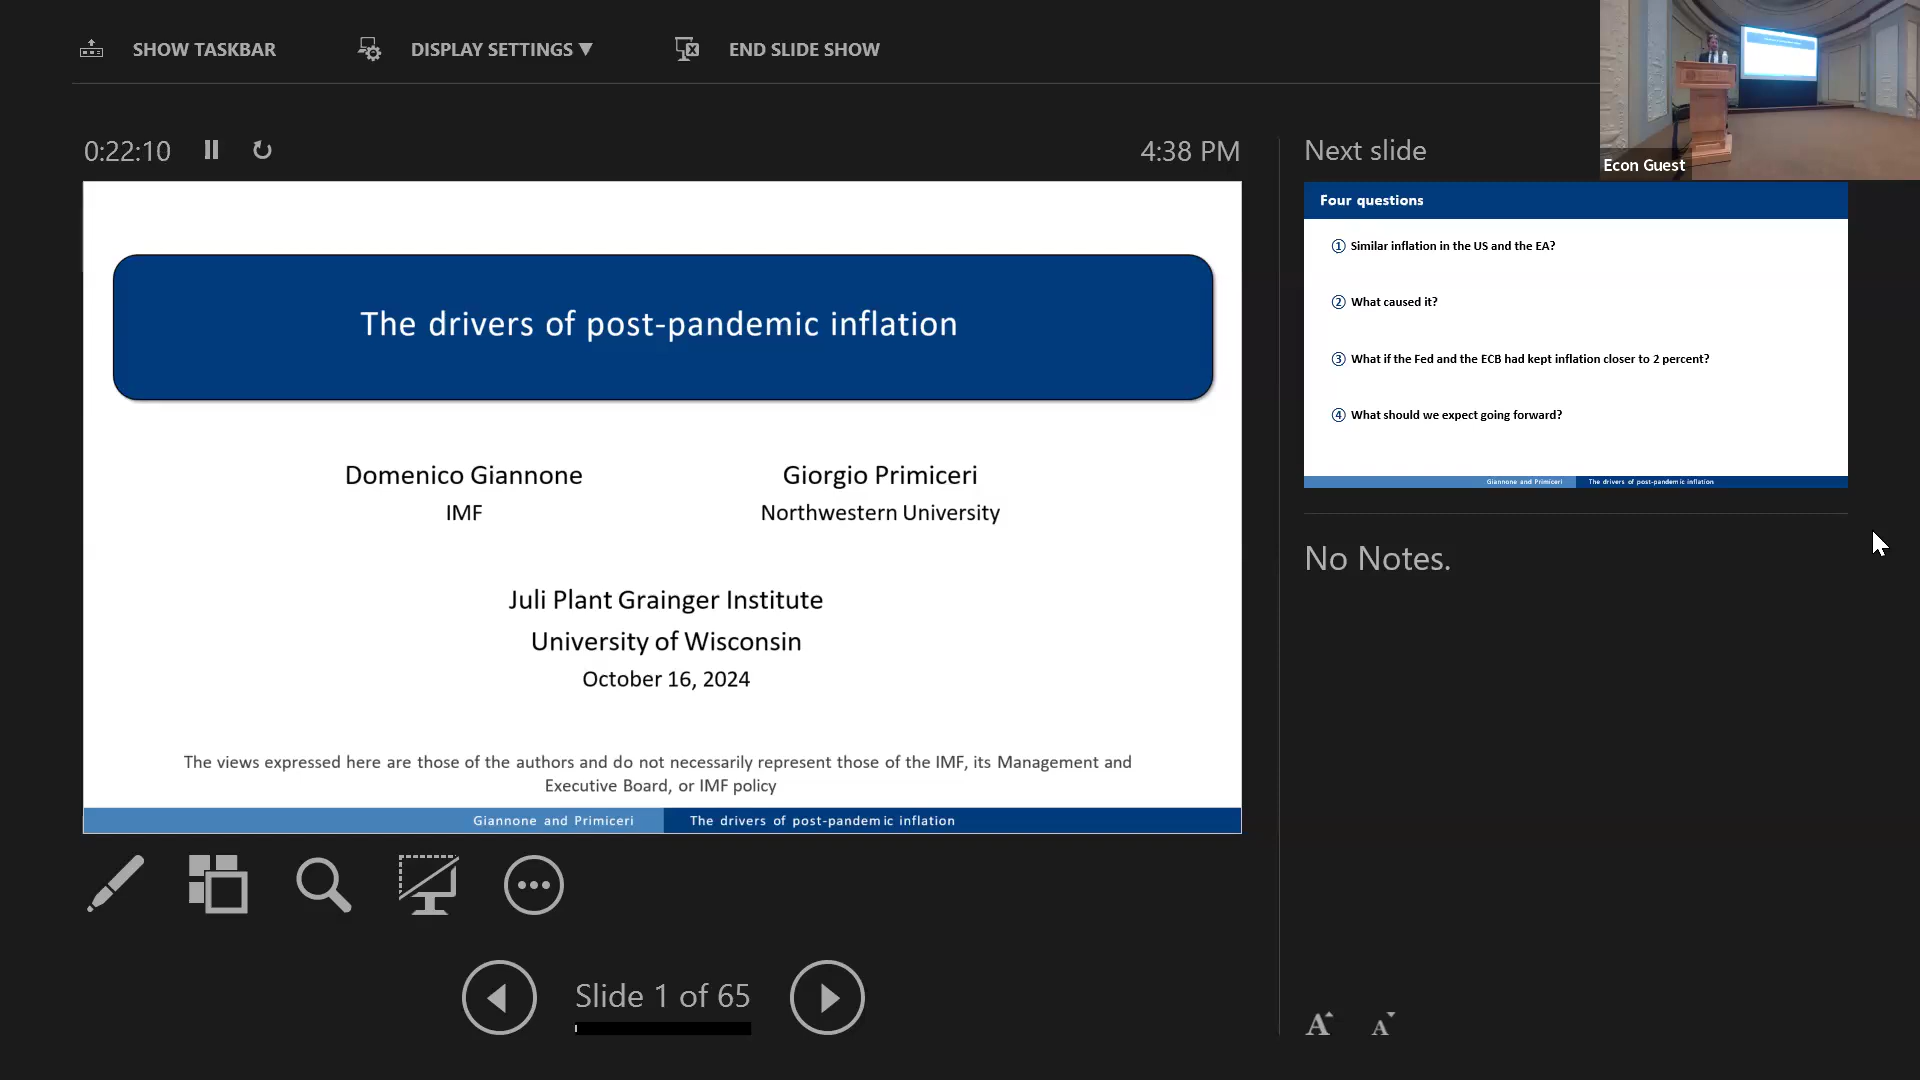 SHOW TASKBAR
DISPLAY SETTINGS ▼
END SLIDE SHOW
Econ Guest
0:22:10
4:38 PM
The drivers of post-pandemic inflation
Domenico Giannone
IMF
Giorgio Primiceri
Northwestern University
Juli Plant Grainger Institute
University of Wisconsin
October 16, 2024
The views expressed here are those of the authors and do not necessarily represent those of the IMF, its Management and
Executive Board, or IMF policy
Giannone and Primiceri
The drivers of post-pandemic inflation
Slide 1 of 65
Next slide
Four questions
① Similar inflation in the US and the EA?
② What caused it?
③ What if the Fed and the ECB had kept inflation closer to 2 percent?
④ What should we expect going forward?
Giannone and Primiceri
The drivers of post-pandemic inflation
No Notes.
A A